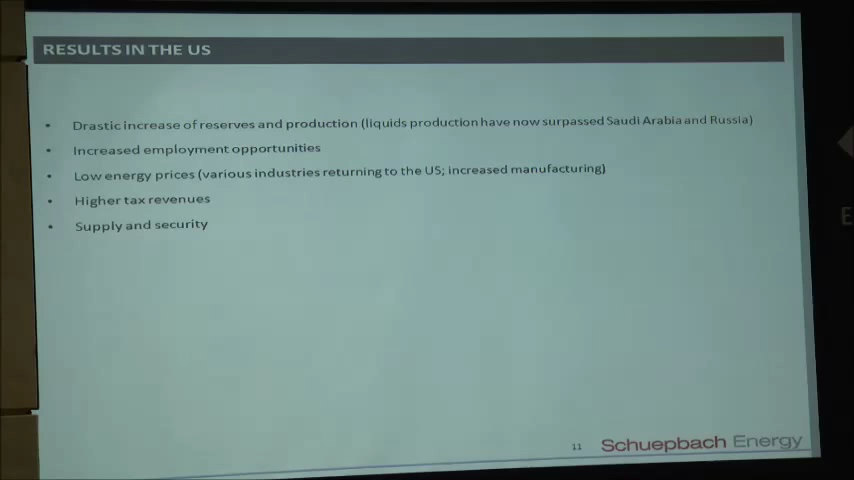 RESULTS IN THE US
• Drastic increase of reserves and production (liquids production have now surpassed Saudi Arabia and Russia)
• Increased employment opportunities
• Low energy prices (various industries returning to the US; increased manufacturing)
• Higher tax revenues
• Supply and security
11 Schuepbach Energy
E